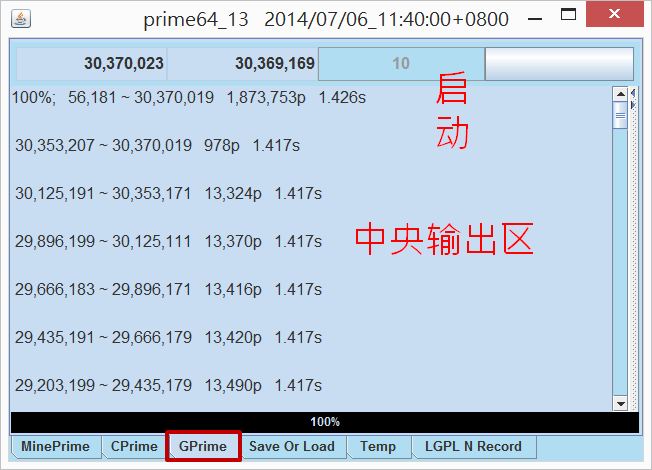 prime64_13 2014/07/06_11:40:00+0800
30,370,023 30,369,169 10
启动
100%; 56,181 ~ 30,370,019 1,873,753p 1.426s
30,353,207 ~ 30,370,019 978p 1.417s
30,125,191 ~ 30,353,171 13,324p 1.417s
29,896,199 ~ 30,125,111 13,370p 1.417s
中央输出区
29,666,183 ~ 29,896,171 13,416p 1.417s
29,435,191 ~ 29,666,179 13,420p 1.417s
29,203,199 ~ 29,435,179 13,490p 1.417s
100%
MinePrime CPrime GPrime Save Or Load Temp LGPL N Record